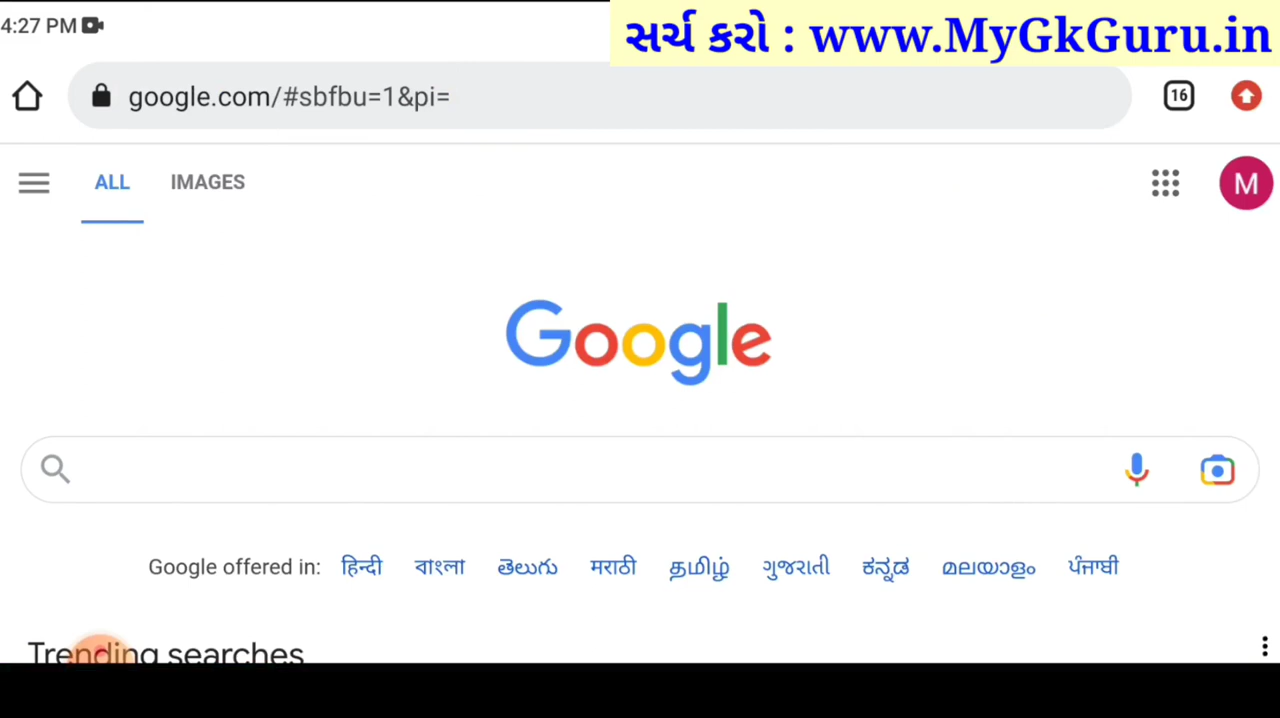 4:27 PM
સર્ચ કરો : www.MyGkGuru.in
google.com/#sbfbu=1&pi=
16
ALL IMAGES
M
Google
Google offered in: हिन्दी বাংলা తెలుగు मराठी தமிழ் ગુજરાતી ಕನ್ನಡ മലയാളം ਪੰਜਾਬੀ
Trending searches